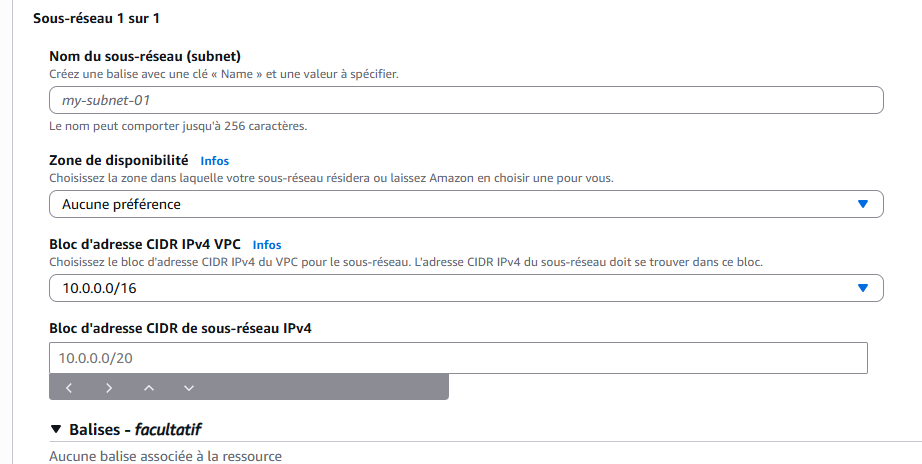 Sous-réseau 1 sur 1
Nom du sous-réseau (subnet)
Créez une balise avec une clé « Name » et une valeur à spécifier.
my-subnet-01
Le nom peut comporter jusqu'à 256 caractères.
Zone de disponibilité Infos
Choisissez la zone dans laquelle votre sous-réseau résidera ou laissez Amazon en choisir une pour vous.
Aucune préférence
Bloc d'adresse CIDR IPv4 VPC Infos
Choisissez le bloc d'adresse CIDR IPv4 du VPC pour le sous-réseau. L'adresse CIDR IPv4 du sous-réseau doit se trouver dans ce bloc.
10.0.0.0/16
Bloc d'adresse CIDR de sous-réseau IPv4
10.0.0.0/20
Balises - facultatif
Aucune balise associée à la ressource